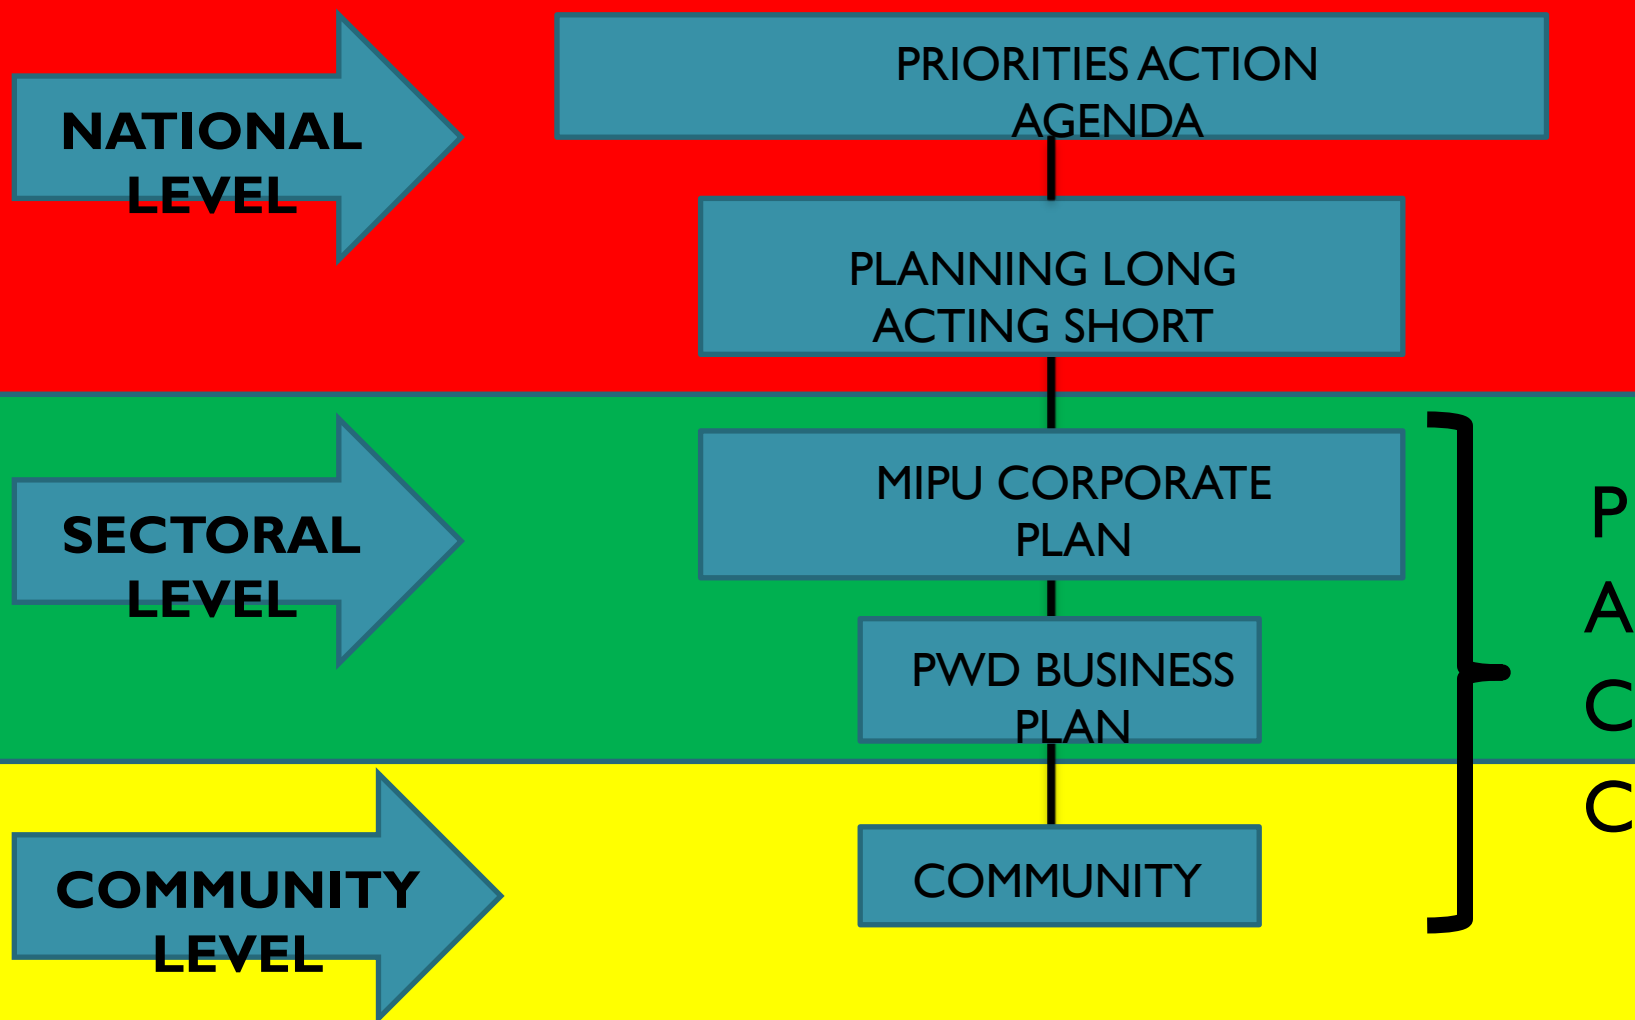 NATIONAL
LEVEL
PRIORITIES ACTION
AGENDA
PLANNING LONG
ACTING SHORT
SECTORAL
LEVEL
MIPU CORPORATE
PLAN
PWD BUSINESS
PLAN
P
A
C
C
COMMUNITY
LEVEL
COMMUNITY